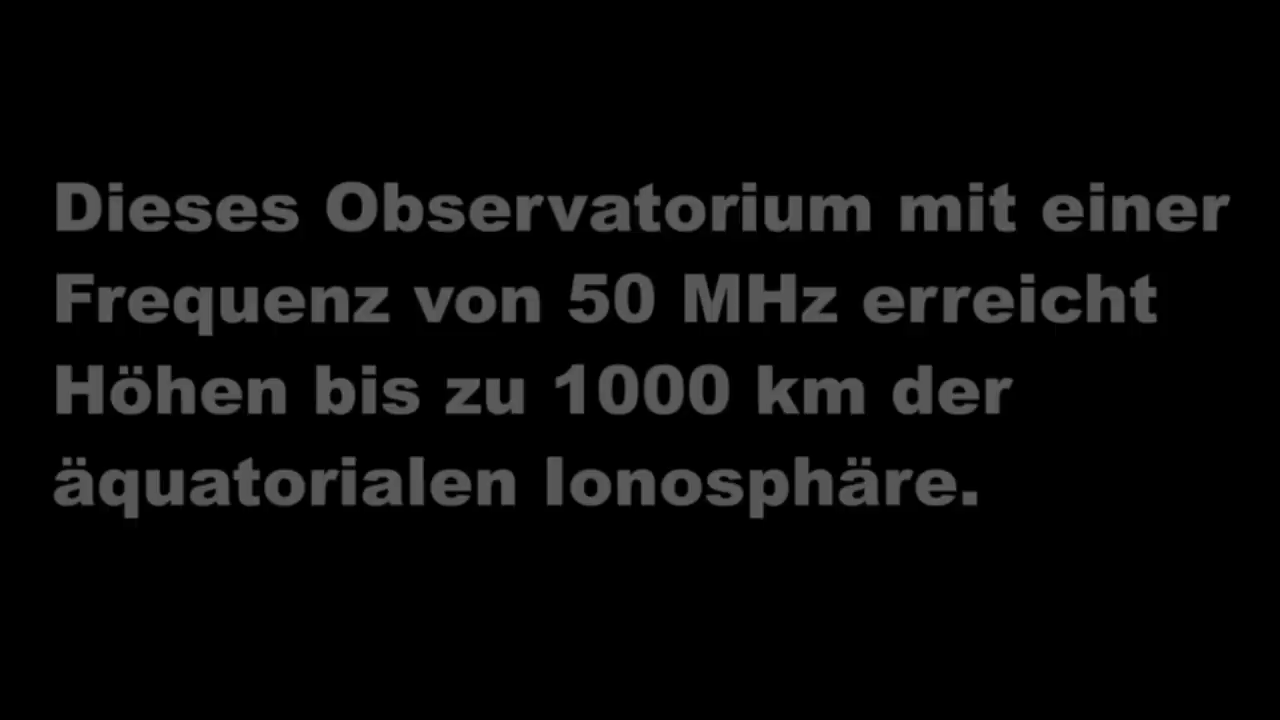 Dieses Observatorium mit einer
Frequenz von 50 MHz erreicht
Höhen bis zu 1000 km der
äquatorialen Ionosphäre.